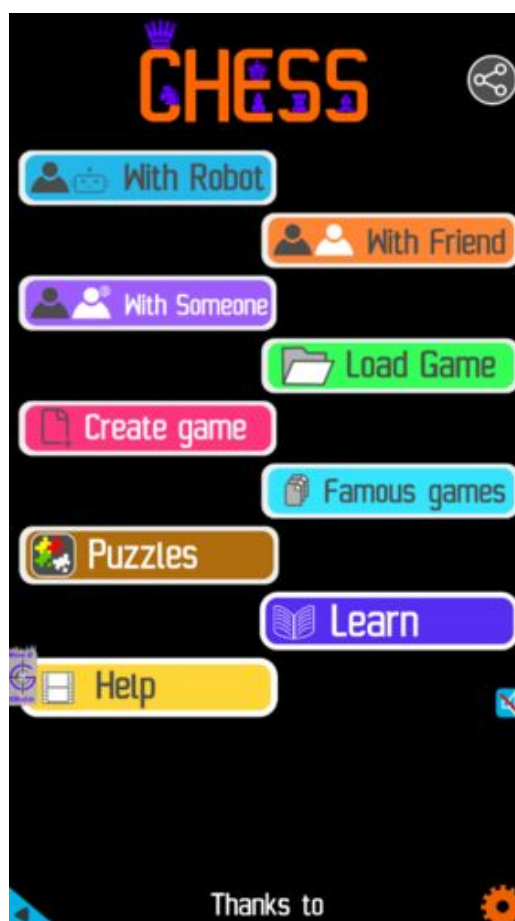 CHESS
With Robot
With Friend
With Someone
Load Game
Create game
Famous games
Puzzles
Learn
Help
Thanks to